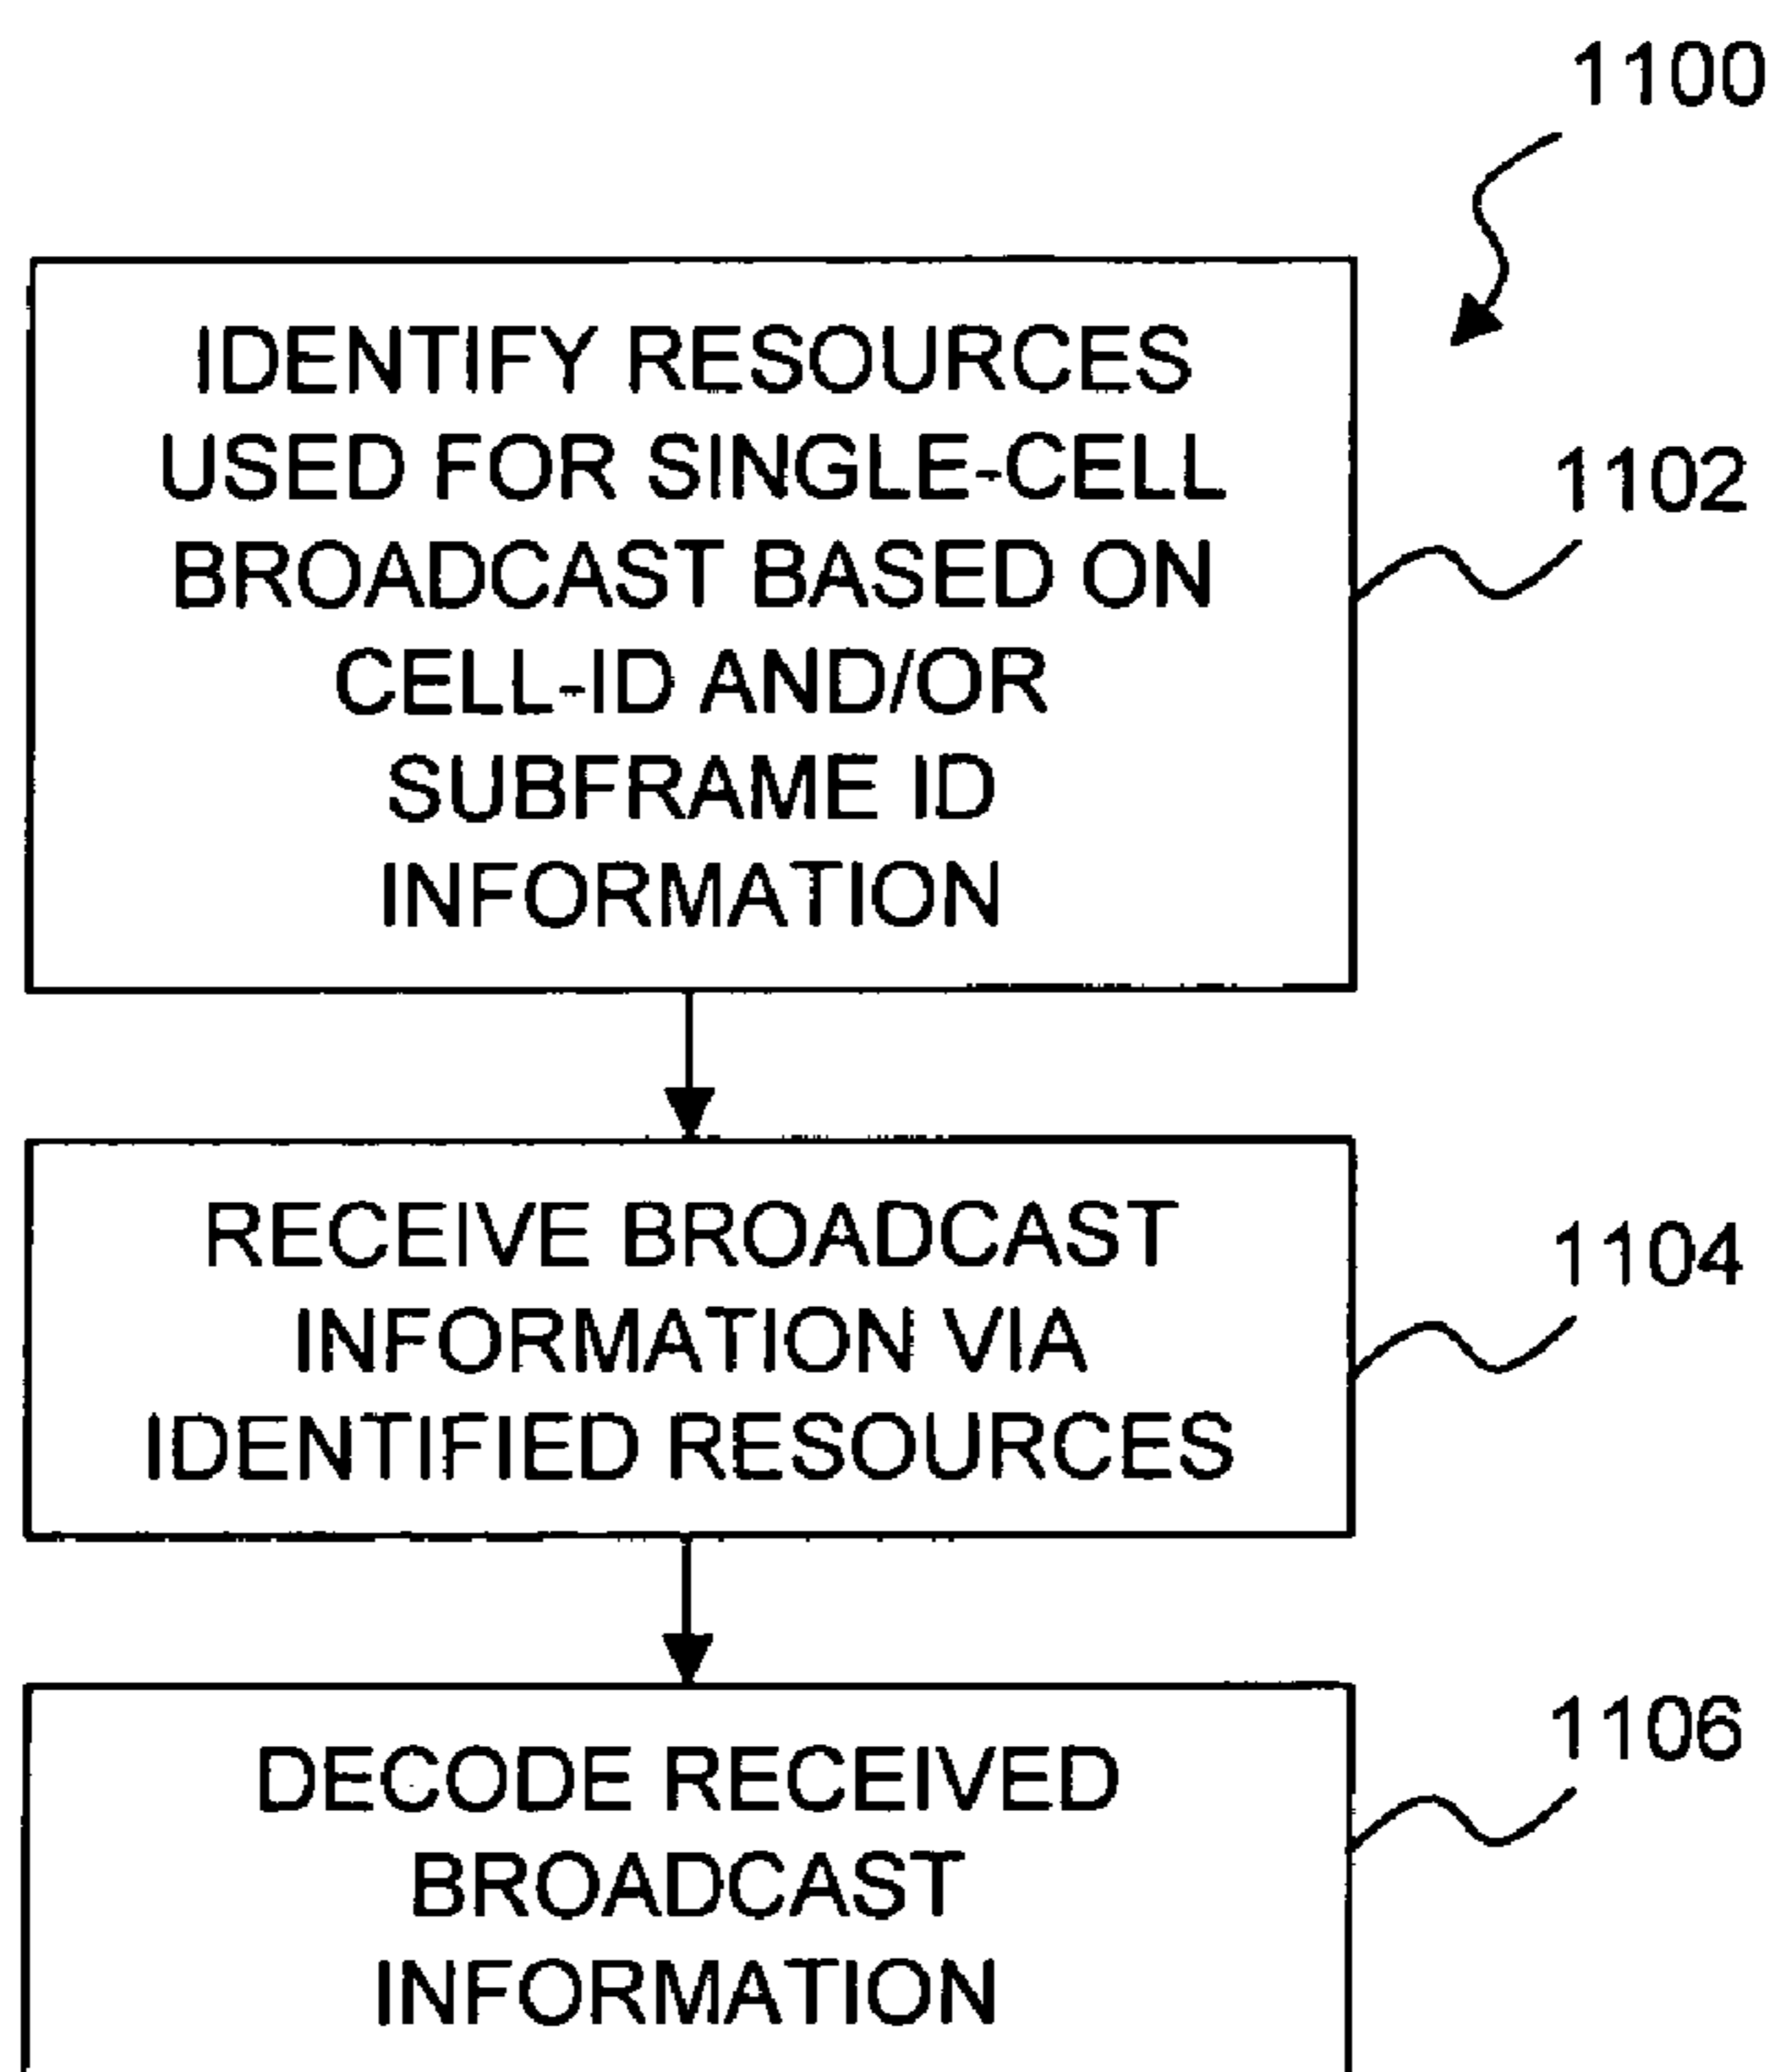 1100
IDENTIFY RESOURCES
USED FOR SINGLE-CELL
BROADCAST BASED ON
CELL-ID AND/OR
SUBFRAME ID
INFORMATION
1102
RECEIVE BROADCAST
INFORMATION VIA
IDENTIFIED RESOURCES
1104
DECODE RECEIVED
BROADCAST
INFORMATION
1106